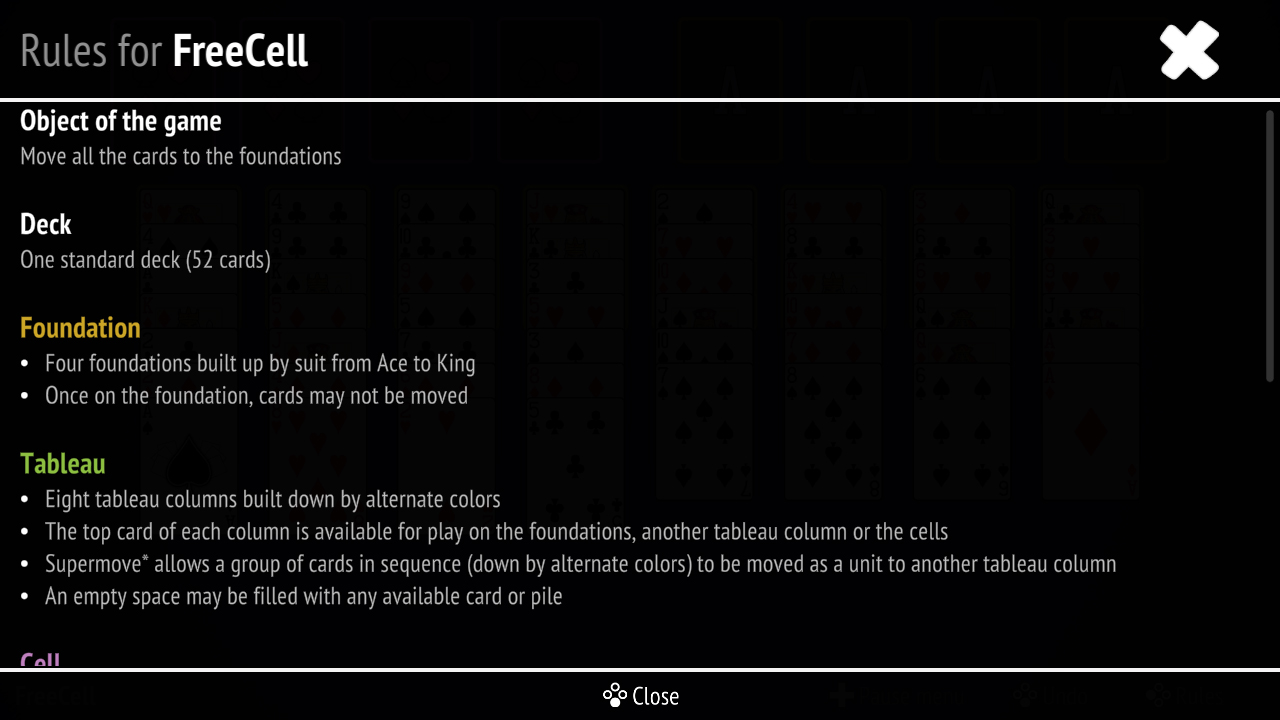 Rules for FreeCell
Object of the game
Move all the cards to the foundations
Deck
One standard deck (52 cards)
Foundation
• Four foundations built up by suit from Ace to King
• Once on the foundation, cards may not be moved
Tableau
• Eight tableau columns built down by alternate colors
• The top card of each column is available for play on the foundations, another tableau column or the cells
• Supermove* allows a group of cards in sequence (down by alternate colors) to be moved as a unit to another tableau column
• An empty space may be filled with any available card or pile
Cell
Close